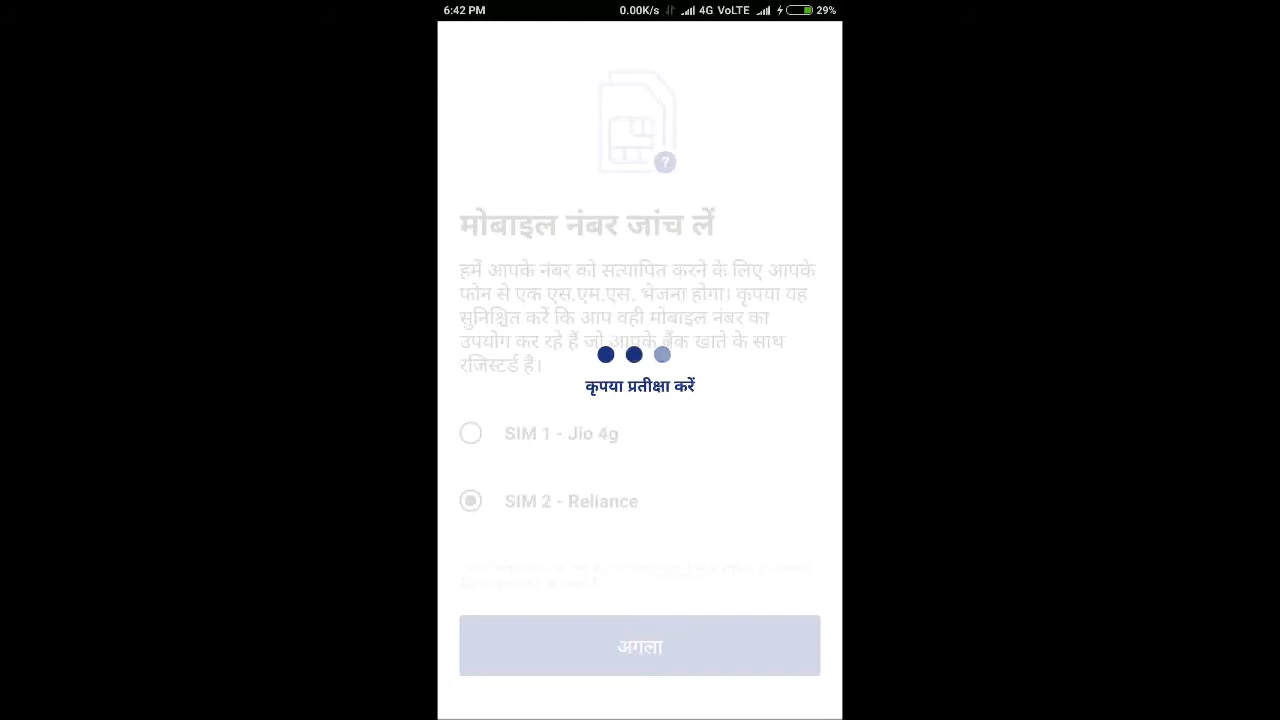 6:42 PM 0.00K/s 4G VoLTE 29%
?
मोबाइल नंबर जांच लें
हमें आपके नंबर को सत्यापित करने के लिए आपके
फोन से एक एस.एम.एस. भेजना होगा। कृपया यह
सुनिश्चित करें कि आप वही मोबाइल नंबर का
उपयोग कर रहे हैं जो आपके बैंक खाते के साथ
रजिस्टर्ड है।
कृपया प्रतीक्षा करें
SIM 1 - Jio 4g
SIM 2 - Reliance
अगला